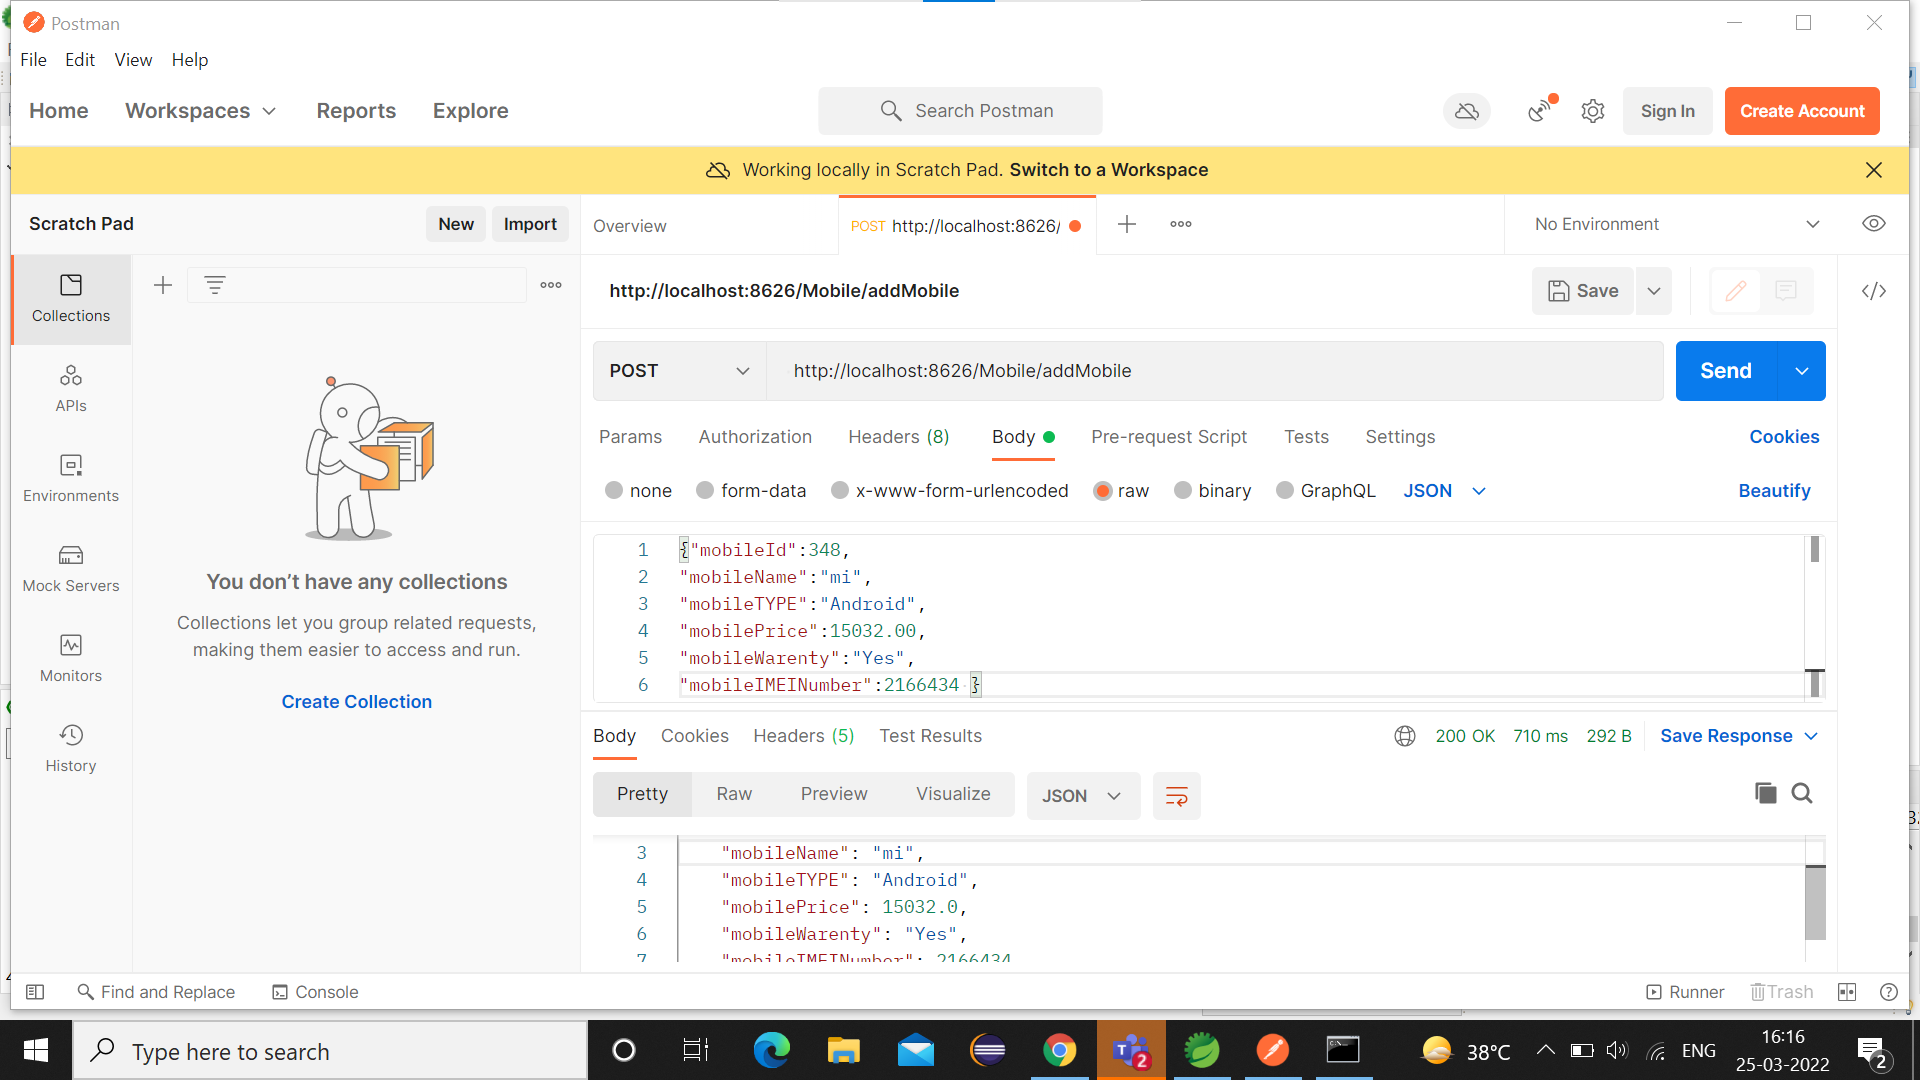 Postman
File Edit View Help
Home Workspaces Reports Explore Search Postman Sign In Create Account
Working locally in Scratch Pad. Switch to a Workspace
Scratch Pad New Import Overview POST http://localhost:8626/ No Environment
http://localhost:8626/Mobile/addMobile Save
Collections
POST http://localhost:8626/Mobile/addMobile Send
APIs
Params Authorization Headers (8) Body Pre-request Script Tests Settings Cookies
Environments
none form-data x-www-form-urlencoded raw binary GraphQL JSON Beautify
Mock Servers
Monitors
History
You don’t have any collections
Collections let you group related requests,
making them easier to access and run.
Create Collection
1 {"mobileId":348,
2 "mobileName":"mi",
3 "mobileTYPE":"Android",
4 "mobilePrice":15032.00,
5 "mobileWarenty":"Yes",
6 "mobileIMEINumber":2166434 }
Body Cookies Headers (5) Test Results 200 OK 710 ms 292 B Save Response
Pretty Raw Preview Visualize JSON
3 "mobileName": "mi",
4 "mobileTYPE": "Android",
5 "mobilePrice": 15032.0,
6 "mobileWarenty": "Yes",
7 "mobileIMEINumber": 2166434
Find and Replace Console Runner Trash
Type here to search 2 38°C ENG 16:16
25-03-2022 2